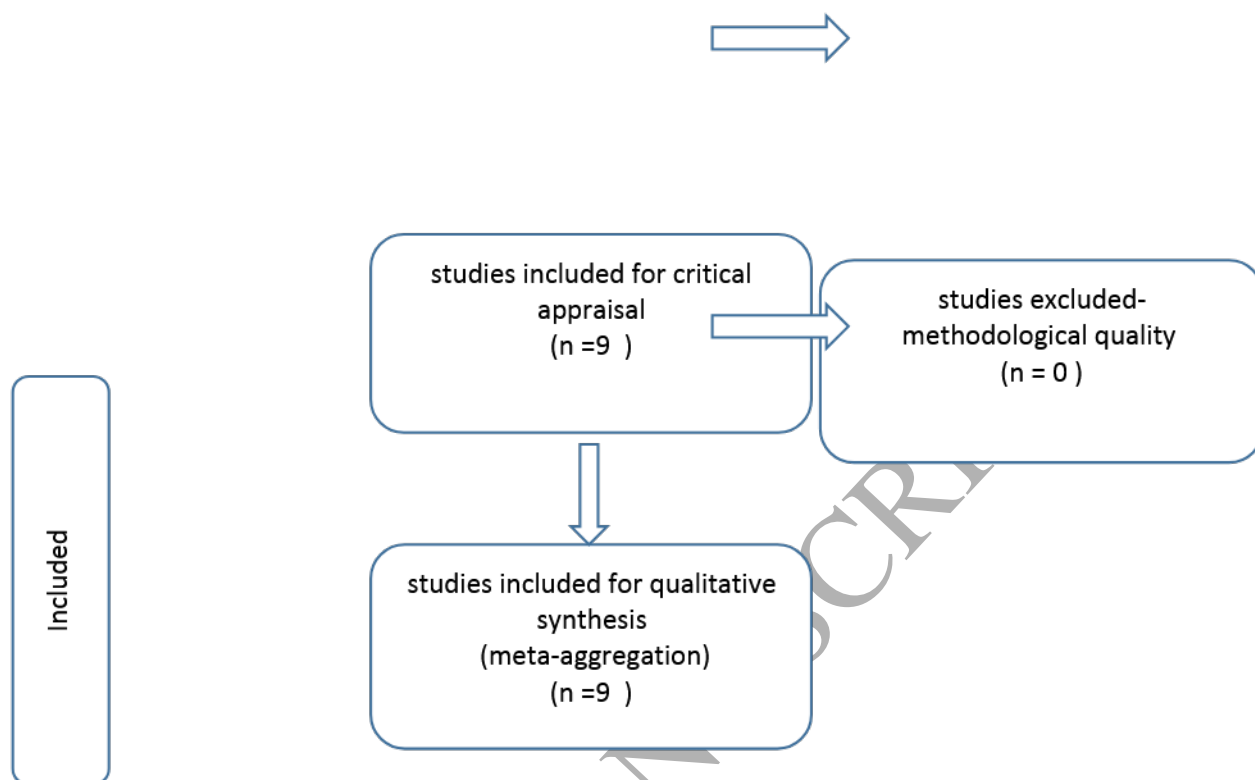 studies included for critical
appraisal
(n =9 )
studies excluded-
methodological quality
(n = 0 )
Included
studies included for qualitative
synthesis
(meta-aggregation)
(n =9 )